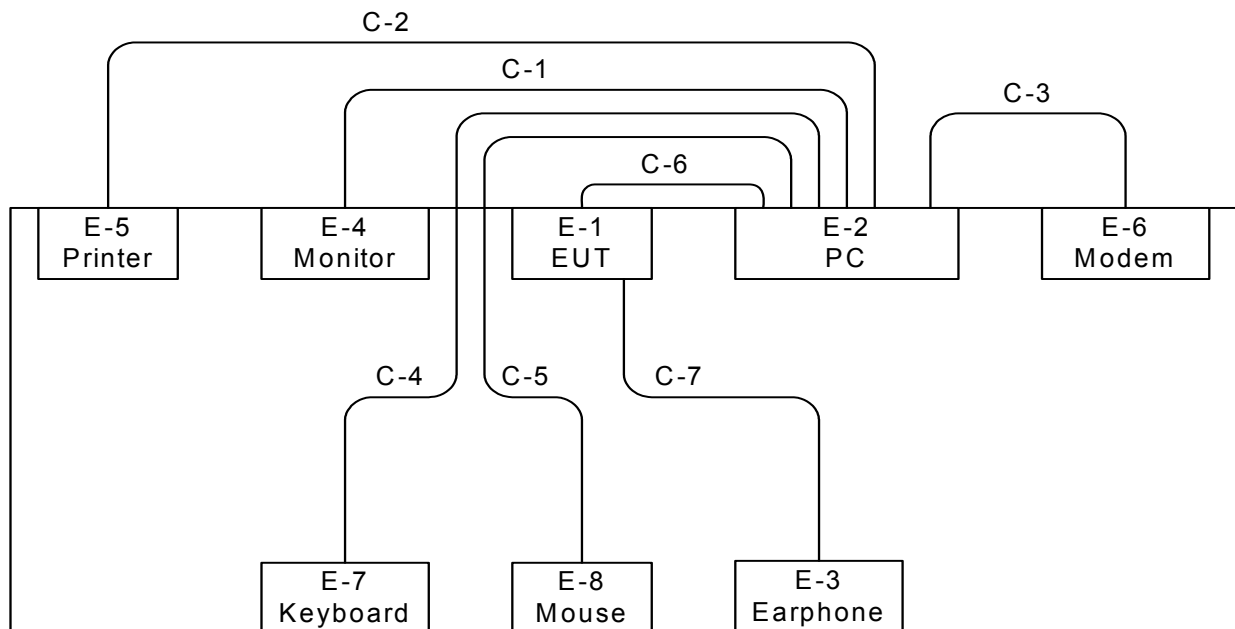 C-2
C-1
C-3
C-6
E-5
Printer
E-4
Monitor
E-1
EUT
E-2
PC
E-6
Modem
C-4
C-5
C-7
E-7
Keyboard
E-8
Mouse
E-3
Earphone